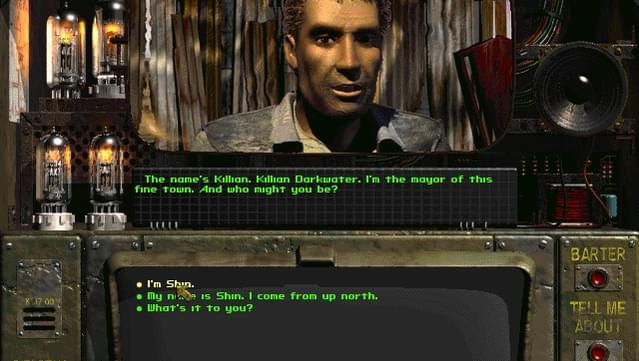 The name's Killian. Killian Darkwater. I'm the mayor of this
fine town. And who might you be?
BARTER
I'm Shin.
My name is Shin. I come from up north.
What's it to you?
TELL ME
ABOUT